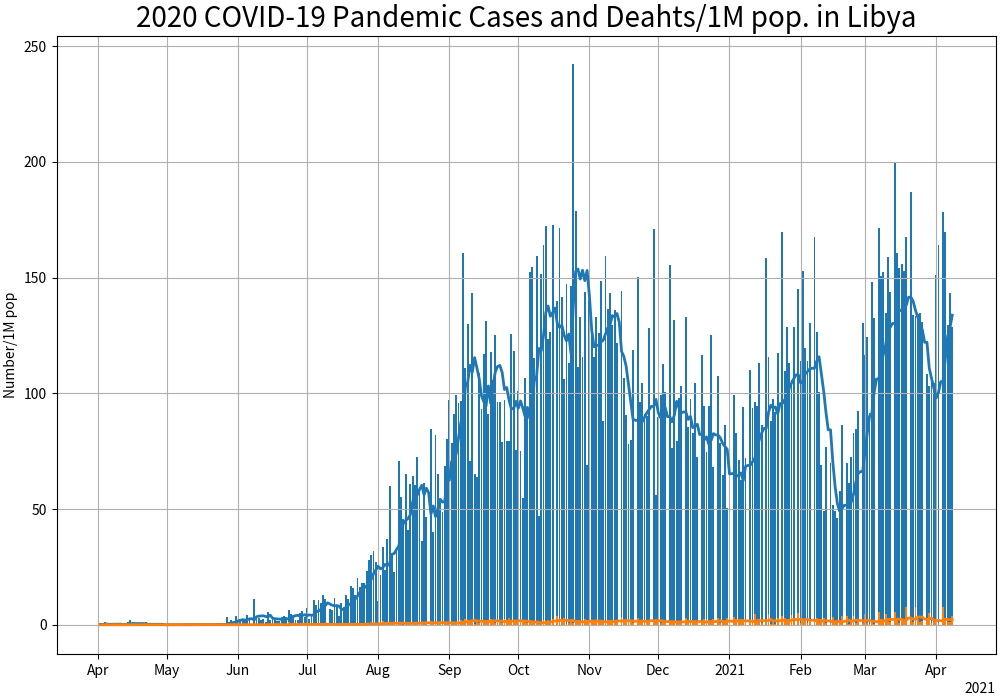 2020 COVID-19 Pandemic Cases and Deahts/1M pop. in Libya
Number/1M pop
250
200
150
100
50
0
Apr May Jun Jul Aug Sep Oct Nov Dec 2021 Feb Mar Apr
2021